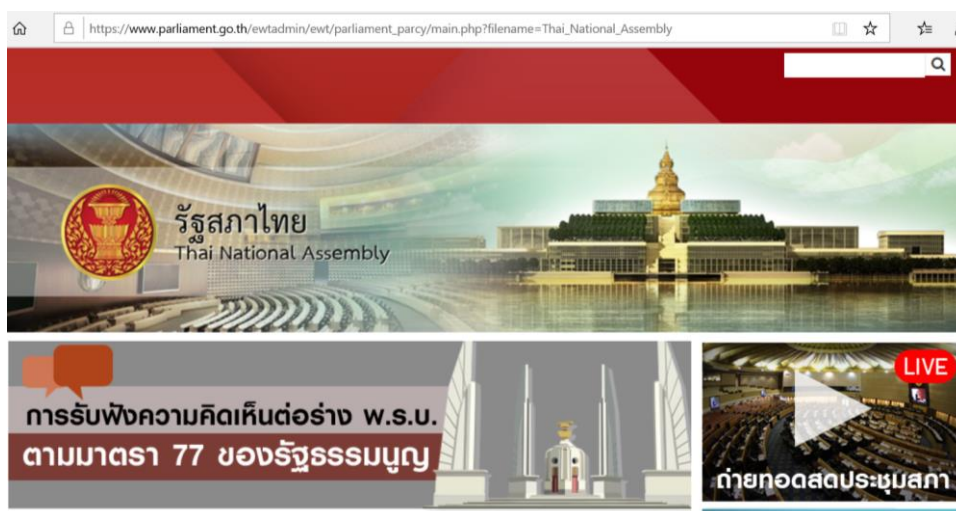 https://www.parliament.go.th/ewtadmin/ewt/parliament_parcy/main.php?filename=Thai_National_Assembly
รัฐสภาไทย
Thai National Assembly
การรับฟังความคิดเห็นต่อร่าง พ.ร.บ.
ตามมาตรา 77 ของรัฐธรรมนูญ
LIVE
ถ่ายทอดสดประชุมสภา